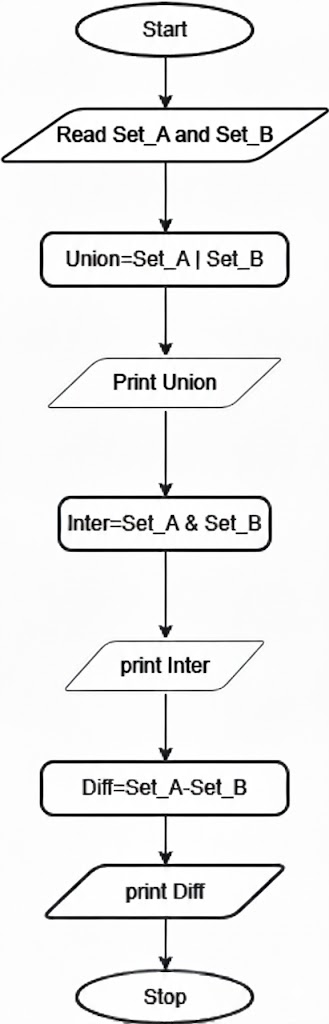 Start
Read Set_A and Set_B
Union=Set_A | Set_B
Print Union
Inter=Set_A & Set_B
print Inter
Diff=Set_A-Set_B
print Diff
Stop